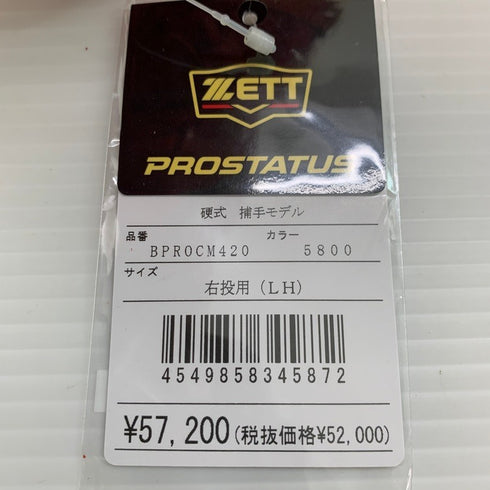 ZETT
PROSTATUS
硬式 捕手モデル
品番 カラー
BPROCM420 5800
サイズ
右投用(LH)
4549858345872
¥57,200(税抜価格¥52,000)